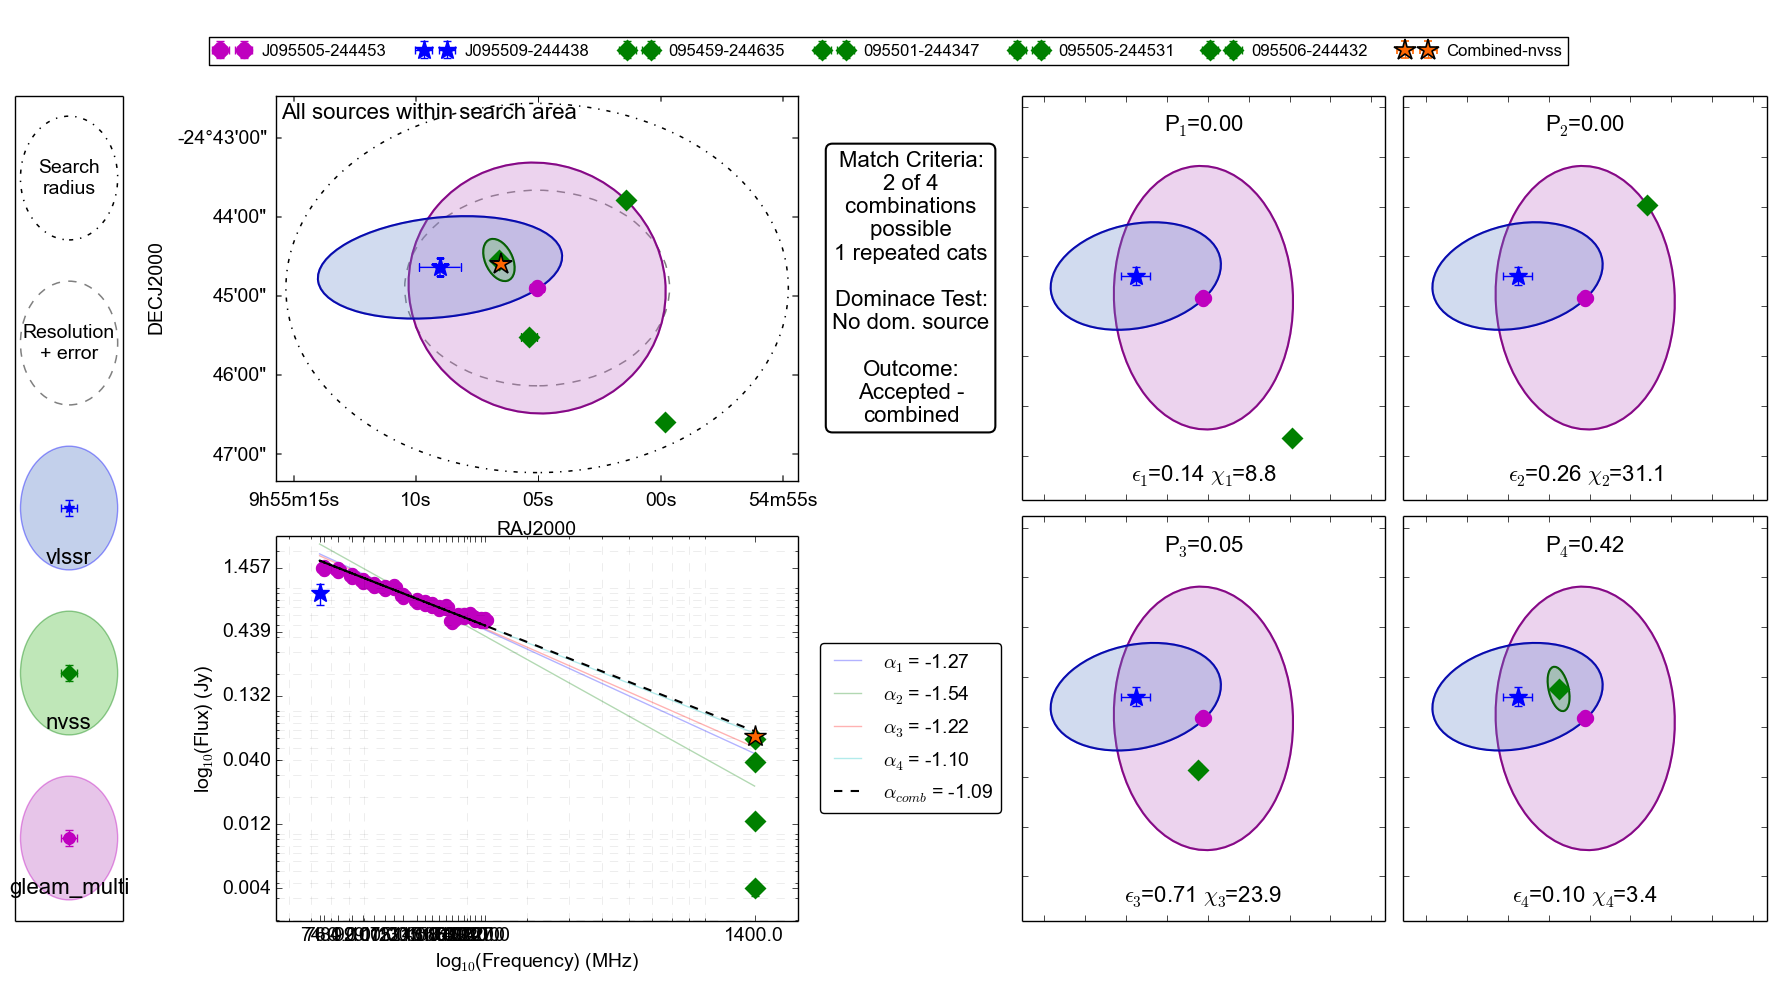 J095505-244453 J095509-244438 095459-244635 095501-244347 095505-244531 095506-244432 Combined-nvss
Search
radius
Resolution
+ error
vlssr
nvss
gleam_multi
All sources within search area
DECJ2000
-24°43'00"
44'00"
45'00"
46'00"
47'00"
9h55m15s 10s 05s 00s 54m55s
RAJ2000
Match Criteria:
2 of 4
combinations
possible
1 repeated cats
Dominace Test:
No dom. source
Outcome:
Accepted -
combined
P1=0.00
ϵ1=0.14 χ1=8.8
P2=0.00
ϵ2=0.26 χ2=31.1
log10(Flux) (Jy)
1.457
0.439
0.132
0.040
0.012
0.004
1400.0
log10(Frequency) (MHz)
α1 = -1.27
α2 = -1.54
α3 = -1.22
α4 = -1.10
αcomb = -1.09
P3=0.05
ϵ3=0.71 χ3=23.9
P4=0.42
ϵ4=0.10 χ4=3.4